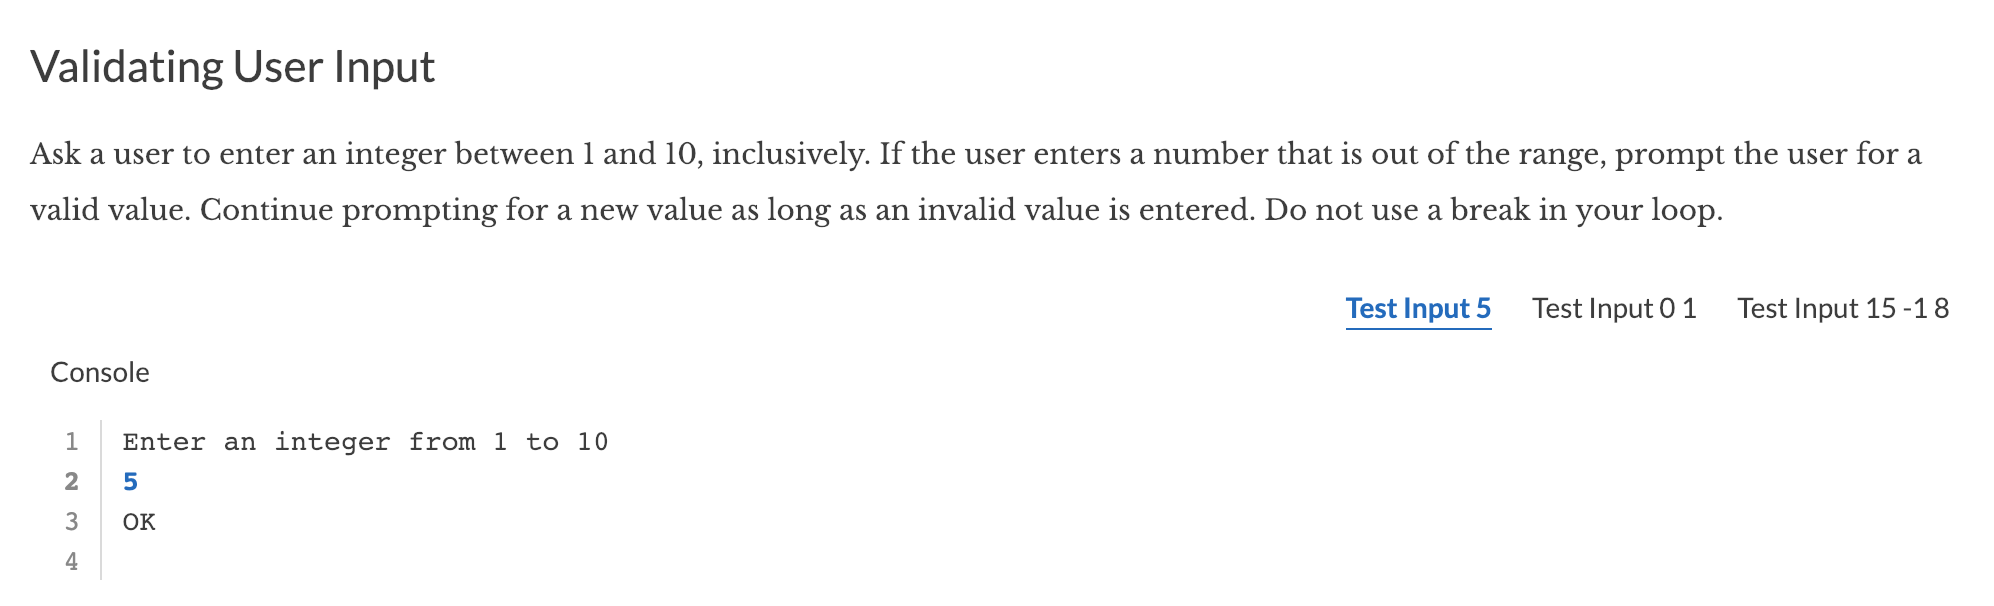 Validating User Input
Ask a user to enter an integer between 1 and 10, inclusively. If the user enters a number that is out of the range, prompt the user for a
valid value. Continue prompting for a new value as long as an invalid value is entered. Do not use a break in your loop.
Test Input 5 Test Input 0 1 Test Input 15 -1 8
Console
1 Enter an integer from 1 to 10
2 5
3 OK
4